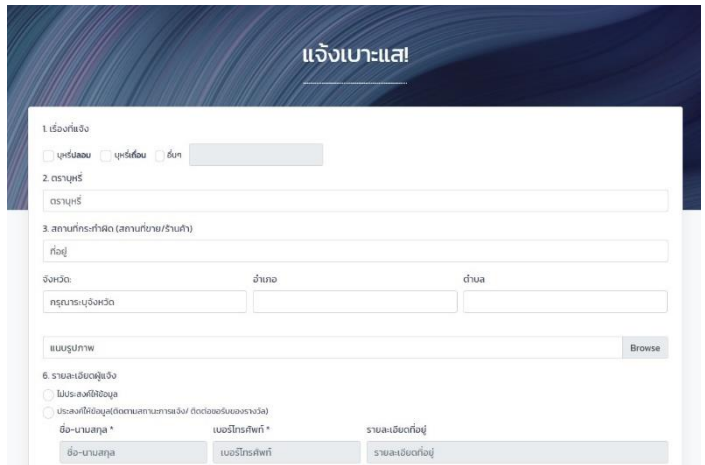 แจ้งเบาะแส!
1. เรื่องที่แจ้ง
บุหรี่ปลอม บุหรี่เถื่อน อื่นๆ
2. ตราบุหรี่
ตราบุหรี่
3. สถานที่กระทำผิด (สถานที่ขาย/ร้านค้า)
ที่อยู่
จังหวัด: อำเภอ ตำบล
กรุณาระบุจังหวัด
แนบรูปภาพ Browse
6. รายละเอียดผู้แจ้ง
ไม่ประสงค์ให้ข้อมูล
ประสงค์ให้ข้อมูล(ติดตามสถานะการแจ้ง/ ติดต่อขอรับของรางวัล)
ชื่อ-นามสกุล * เบอร์โทรศัพท์ * รายละเอียดที่อยู่
ชื่อ-นามสกุล เบอร์โทรศัพท์ รายละเอียดที่อยู่